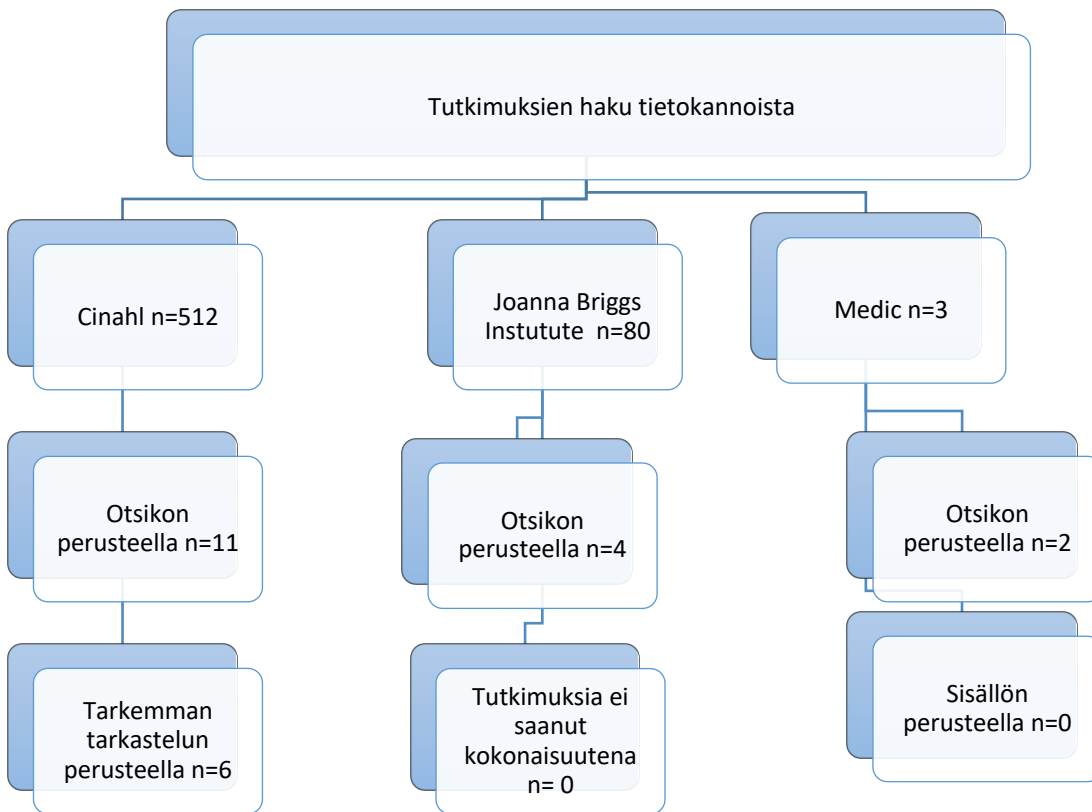 Tutkimuksien haku tietokannoista
Cinahl n=512
Joanna Briggs
Instutute  n=80
Medic n=3
Otsikon
perusteella n=11
Otsikon
perusteella n=4
Otsikon
perusteella n=2
Tarkemman
tarkastelun
perusteella n=6
Tutkimuksia ei
saanut
kokonaisuutena
n= 0
Sisällön
perusteella n=0